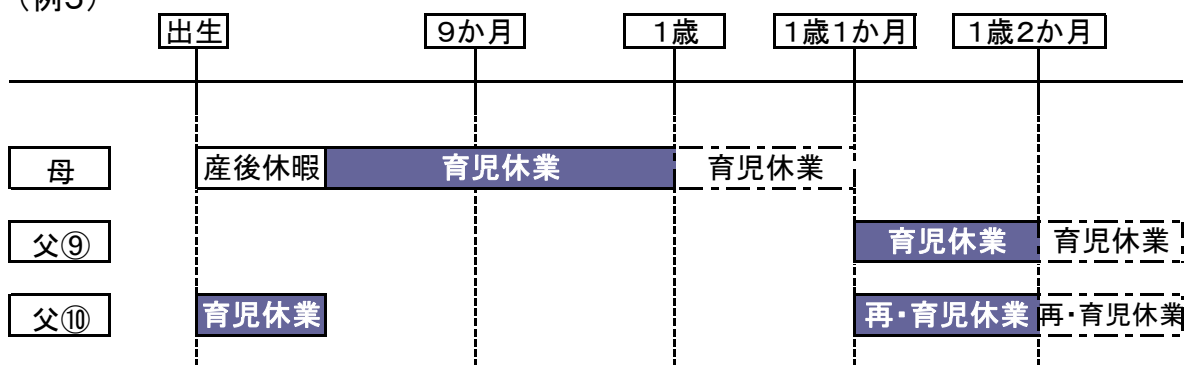 (例5)
出生 9か月 1歳 1歳1か月 1歳2か月
母 産後休暇 育児休業 育児休業
父⑨ 育児休業 育児休業
父⑩ 育児休業 再・育児休業 再・育児休業